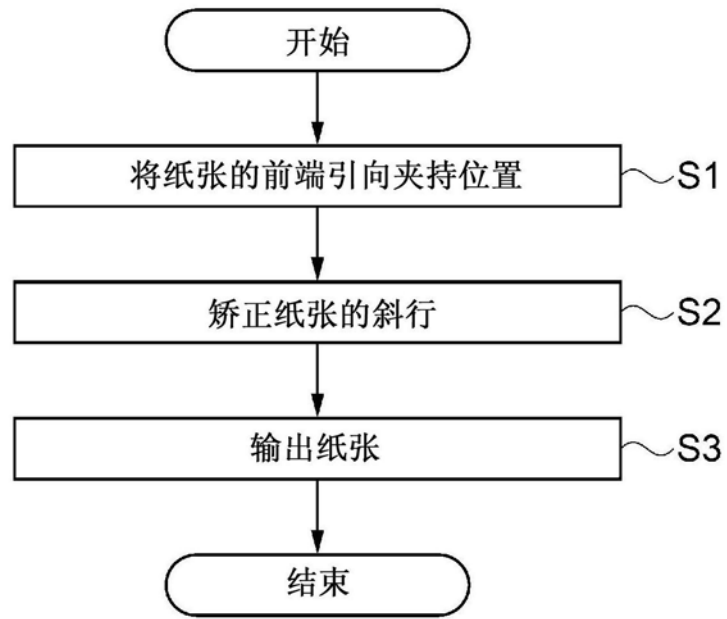 开始
将纸张的前端引向夹持位置
S1
矫正纸张的斜行
S2
输出纸张
S3
结束